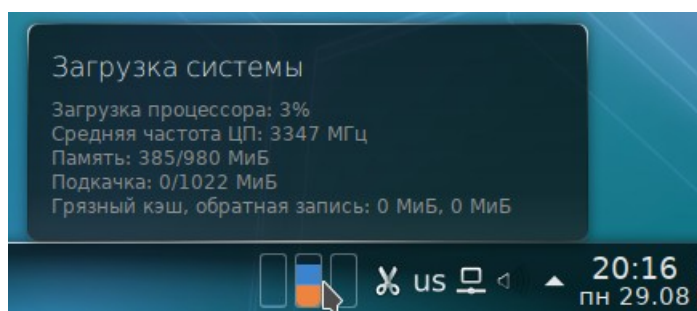 Загрузка системы
Загрузка процессора: 3%
Средняя частота ЦП: 3347 МГц
Память: 385/980 МиБ
Подкачка: 0/1022 МиБ
Грязный кэш, обратная запись: 0 МиБ, 0 МиБ
us
20:16
пн 29.08